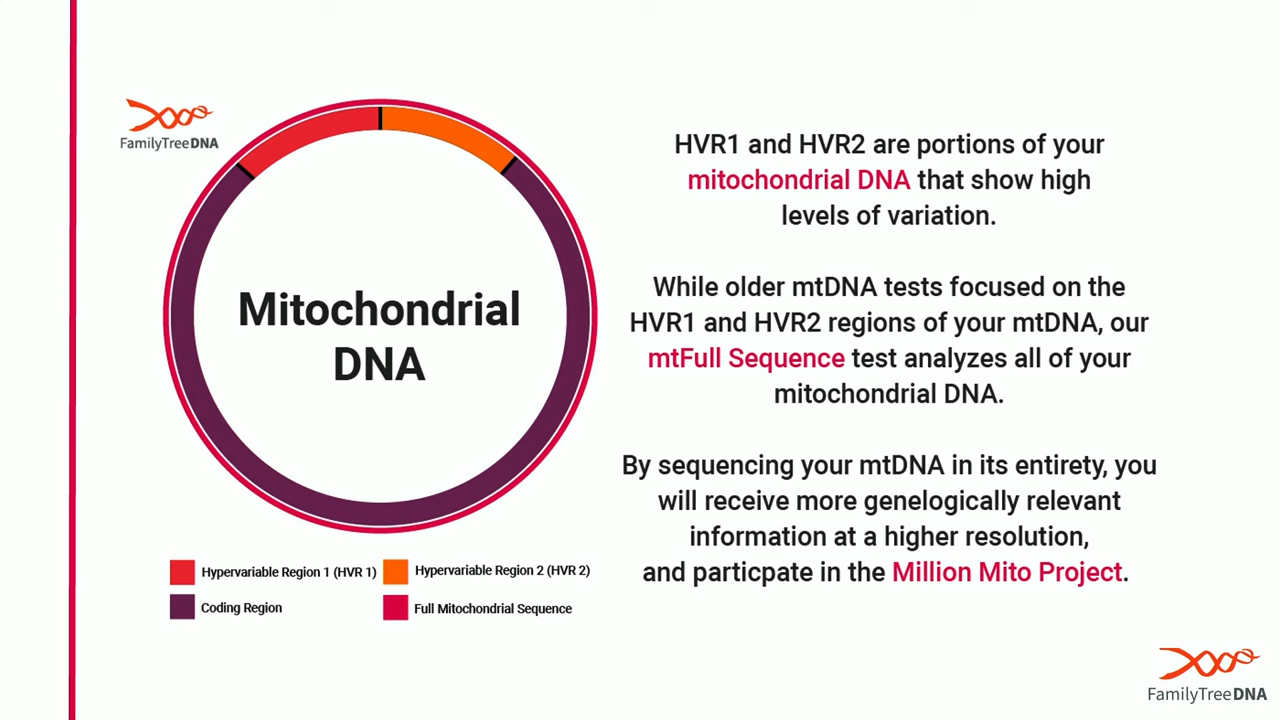 FamilyTreeDNA
Mitochondrial
DNA
Hypervariable Region 1 (HVR 1)
Hypervariable Region 2 (HVR 2)
Coding Region
Full Mitochondrial Sequence
HVR1 and HVR2 are portions of your
mitochondrial DNA that show high
levels of variation.
While older mtDNA tests focused on the
HVR1 and HVR2 regions of your mtDNA, our
mtFull Sequence test analyzes all of your
mitochondrial DNA.
By sequencing your mtDNA in its entirety, you
will receive more genelogically relevant
information at a higher resolution,
and particpate in the Million Mito Project.
FamilyTreeDNA